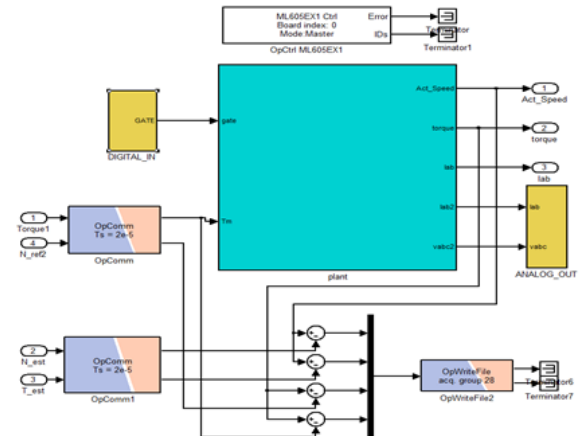 ML605EX1 Ctrl
Board index: 0
Mode:Master
Error
IDs
OpCtrl ML605EX1
Terminator
Terminator1
GATE
DIGITAL_IN
gate
Tm
Act_Speed
torque
Iab
Iab2
vabc2
plant
1
Act_Speed
2
torque
3
Iab
Iab
vabc
ANALOG_OUT
1
Torque1
4
N_ref2
OpComm
Ts = 2e-5
OpComm
2
N_est
3
T_est
OpComm
Ts = 2e-5
OpComm1
OpWriteFile
acq. group 28
OpWriteFile2
Terminator6
Terminator7